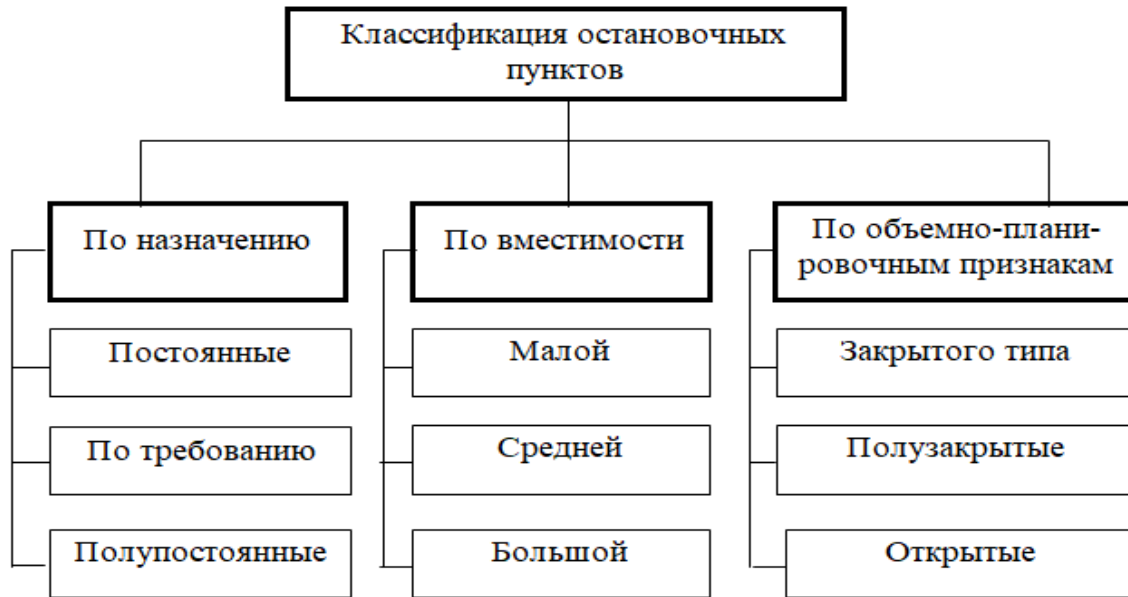 Классификация остановочных
пунктов
По назначению
Постоянные
По требованию
Полупостоянные
По вместимости
Малой
Средней
Большой
По объемно-плани-
ровочным признакам
Закрытого типа
Полузакрытые
Открытые